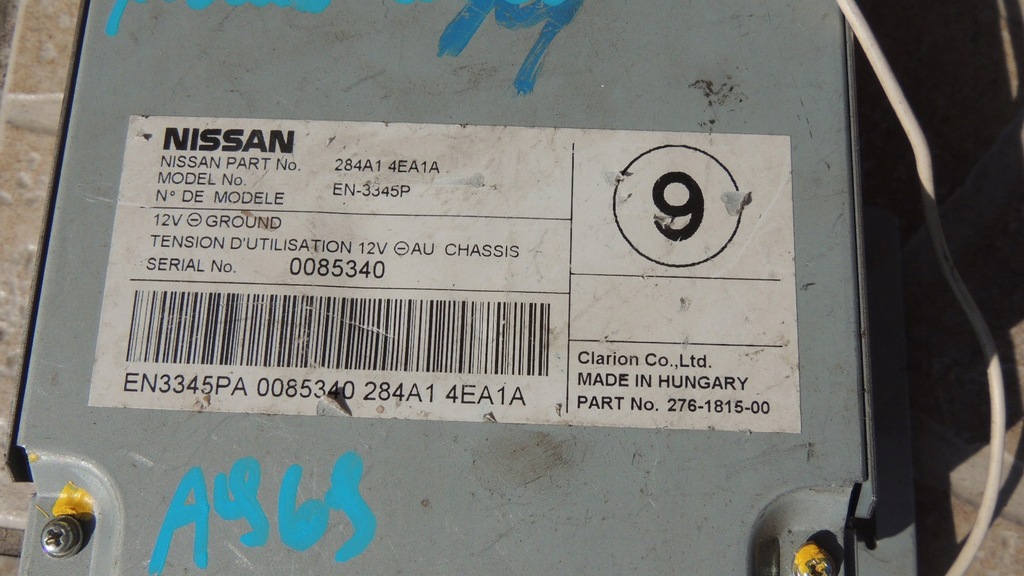 NISSAN
NISSAN PART No. 284A1 4EA1A
MODEL No.
N° DE MODELE EN-3345P
12V ⊖ GROUND
TENSION D'UTILISATION 12V ⊖ AU CHASSIS
SERIAL No. 0085340
EN3345PA 0085340 284A1 4EA1A
9
Clarion Co.,Ltd.
MADE IN HUNGARY
PART No. 276-1815-00
A4969